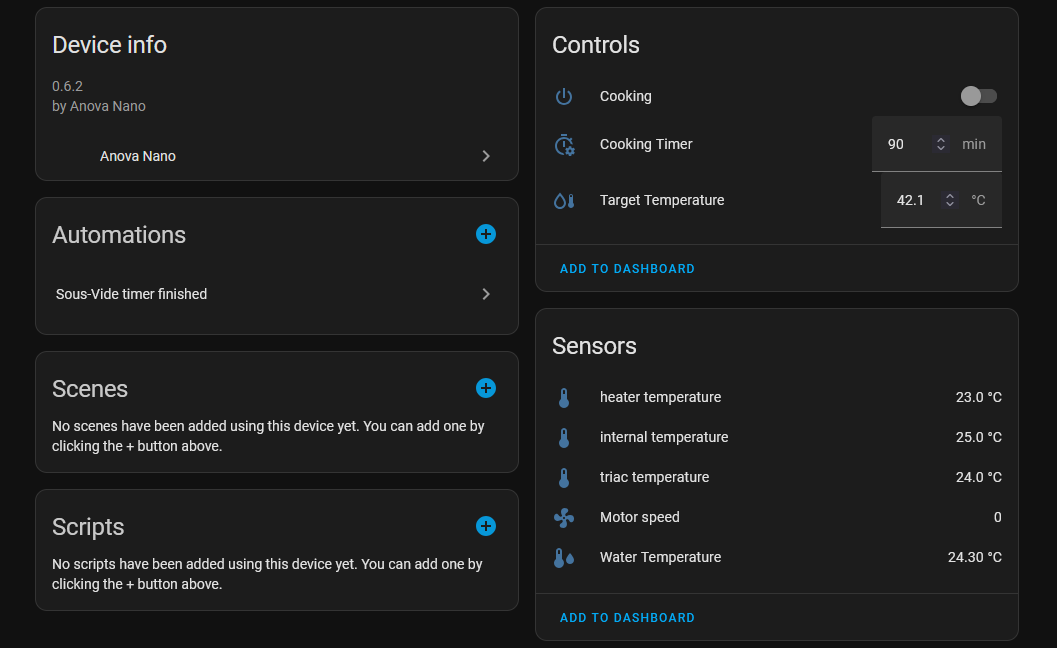 Device info
0.6.2
by Anova Nano
Anova Nano
Automations
Sous-Vide timer finished
Scenes
No scenes have been added using this device yet. You can add one by
clicking the + button above.
Scripts
No scripts have been added using this device yet. You can add one by
clicking the + button above.
Controls
Cooking
Cooking Timer 90 min
Target Temperature 42.1 °C
ADD TO DASHBOARD
Sensors
heater temperature 23.0 °C
internal temperature 25.0 °C
triac temperature 24.0 °C
Motor speed 0
Water Temperature 24.30 °C
ADD TO DASHBOARD